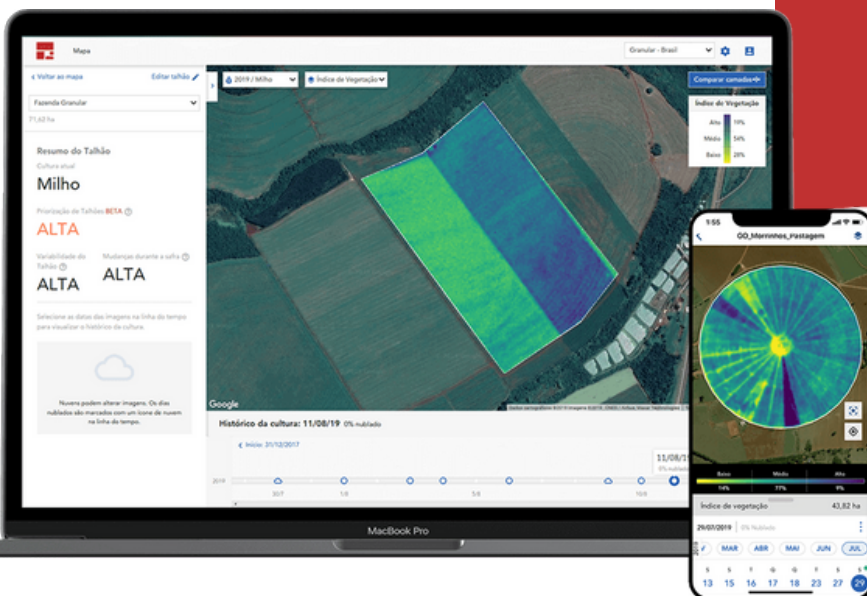 Mapa
Granular - Brasil
Voltar ao mapa
Editar talhão
Fazenda Granular
71,62 ha
Resumo do Talhão
Cultura atual
Milho
Priorização de Talhões BETA
ALTA
Variabilidade do Talhão
ALTA
Mudanças durante a safra
ALTA
Selecione as datas das imagens na linha do tempo
para visualizar o histórico da cultura.
Nuvens podem alterar imagens. Os dias
nublados são marcados com um ícone de nuvem
na linha do tempo.
2019 / Milho
Índice de Vegetação
Comparar camadas
Índice de Vegetação
Alto 19%
Médio 54%
Baixo 28%
Google
Histórico da cultura: 11/08/19 0% nublado
Início: 31/12/2017
11/08/19
0% nublado
2019
30/7
1/8
5/8
10/8
MacBook Pro
1:55
GO_Morrinhos_Pastagem
Baixo Médio Alto
14% 77% 9%
Índice de vegetação 43,82 ha
29/07/2019 0% Nublado
2019
MAR ABR MAI JUN JUL
S S T Q Q T S S
13 15 16 17 18 23 27 29